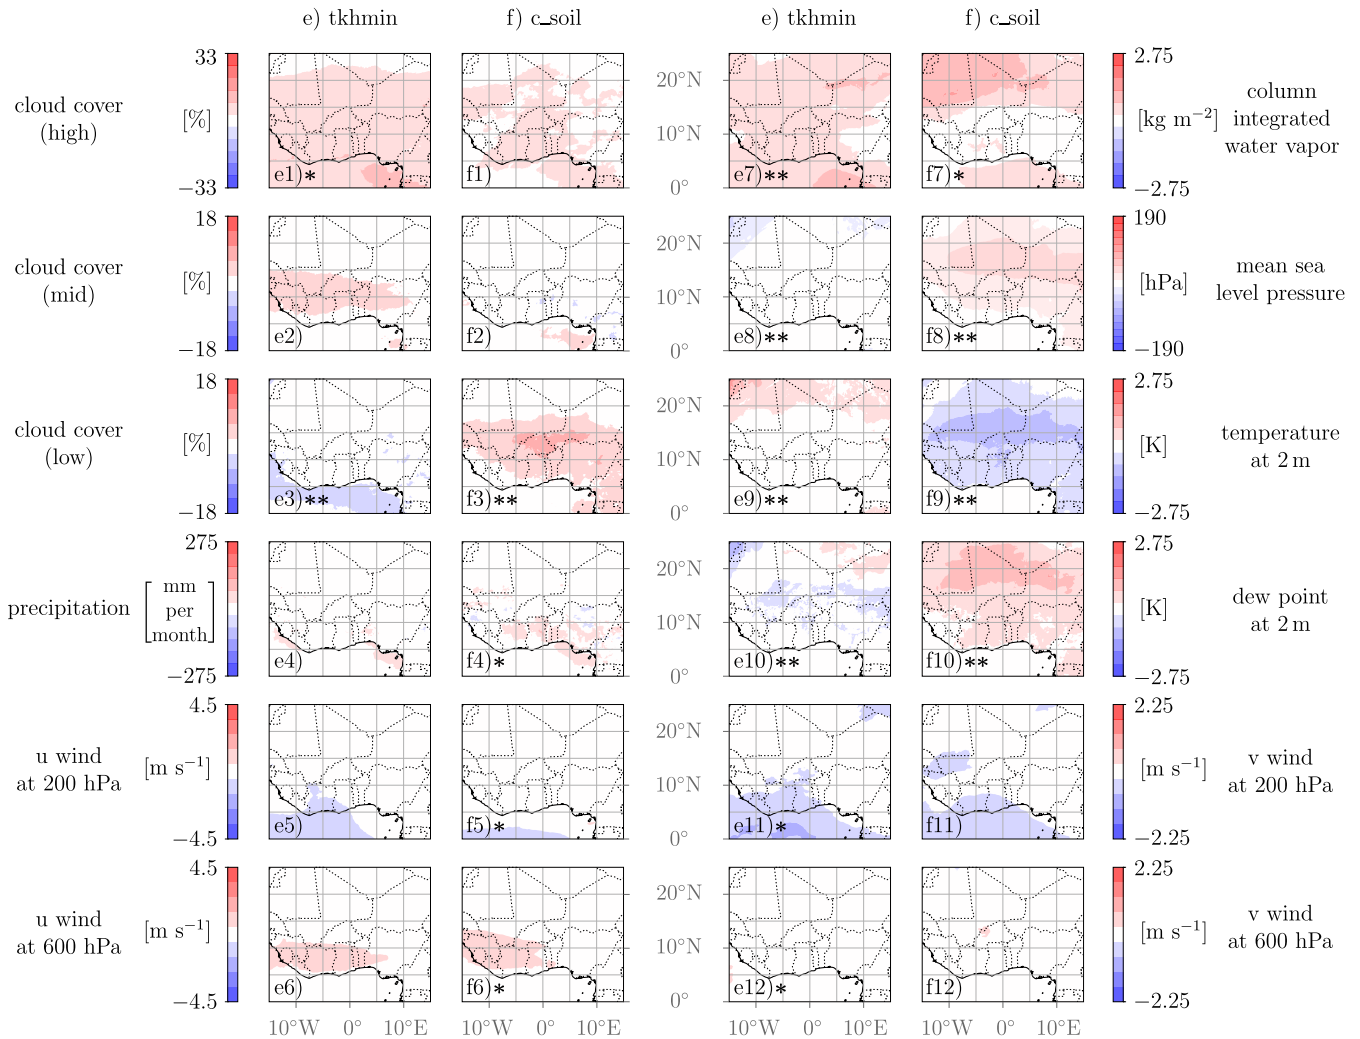 e) tkhmin
f) c_soil
e) tkhmin
f) c_soil
cloud cover
(high)
33
[%]
−33
e1)*
f1)
20°N
10°N
0°
e7)**
f7)*
2.75
[kg m−2]
−2.75
column
integrated
water vapor
cloud cover
(mid)
18
[%]
−18
e2)
f2)
20°N
10°N
0°
e8)**
f8)**
190
[hPa]
−190
mean sea
level pressure
cloud cover
(low)
18
[%]
−18
e3)**
f3)**
20°N
10°N
0°
e9)**
f9)**
2.75
[K]
−2.75
temperature
at 2 m
precipitation
275
[mm
per
month]
−275
e4)
f4)*
20°N
10°N
0°
e10)**
f10)**
2.75
[K]
−2.75
dew point
at 2 m
u wind
at 200 hPa
4.5
[m s−1]
−4.5
e5)
f5)*
20°N
10°N
0°
e11)*
f11)
2.25
[m s−1]
−2.25
v wind
at 200 hPa
u wind
at 600 hPa
4.5
[m s−1]
−4.5
e6)
f6)*
20°N
10°N
0°
e12)*
f12)
2.25
[m s−1]
−2.25
v wind
at 600 hPa
10°W 0° 10°E
10°W 0° 10°E
10°W 0° 10°E
10°W 0° 10°E